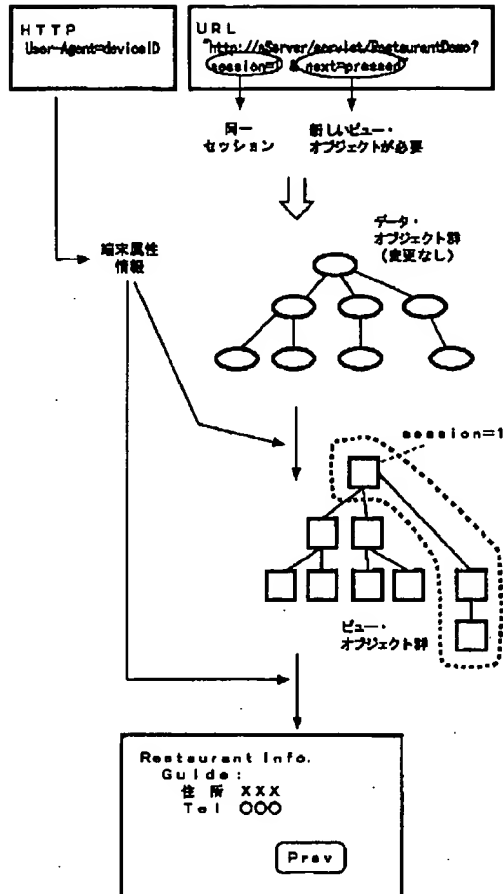 HTTP
User-Agent=deviceID
URL
"http://aServer/servlet/RestaurantDemo?
session=1 & next=pressed"
同一
セッション
新しいビュー・
オブジェクトが必要
端末属性
情報
データ・
オブジェクト群
(変更なし)
session=1
ビュー・
オブジェクト群
Restaurant Info.
Guide:
住所 XXX
Tel ○○○
Prev